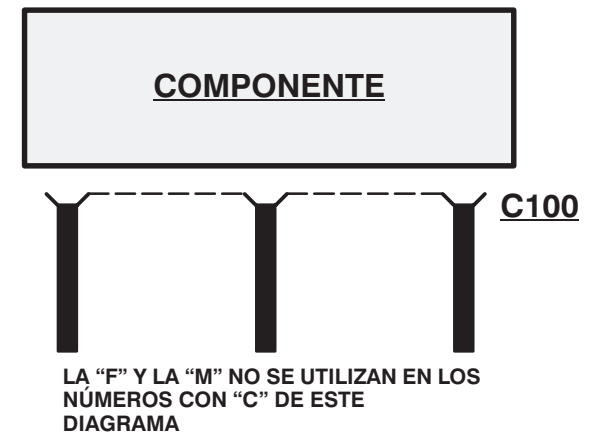 COMPONENTE
C100
LA “F” Y LA “M” NO SE UTILIZAN EN LOS
NÚMEROS CON “C” DE ESTE
DIAGRAMA